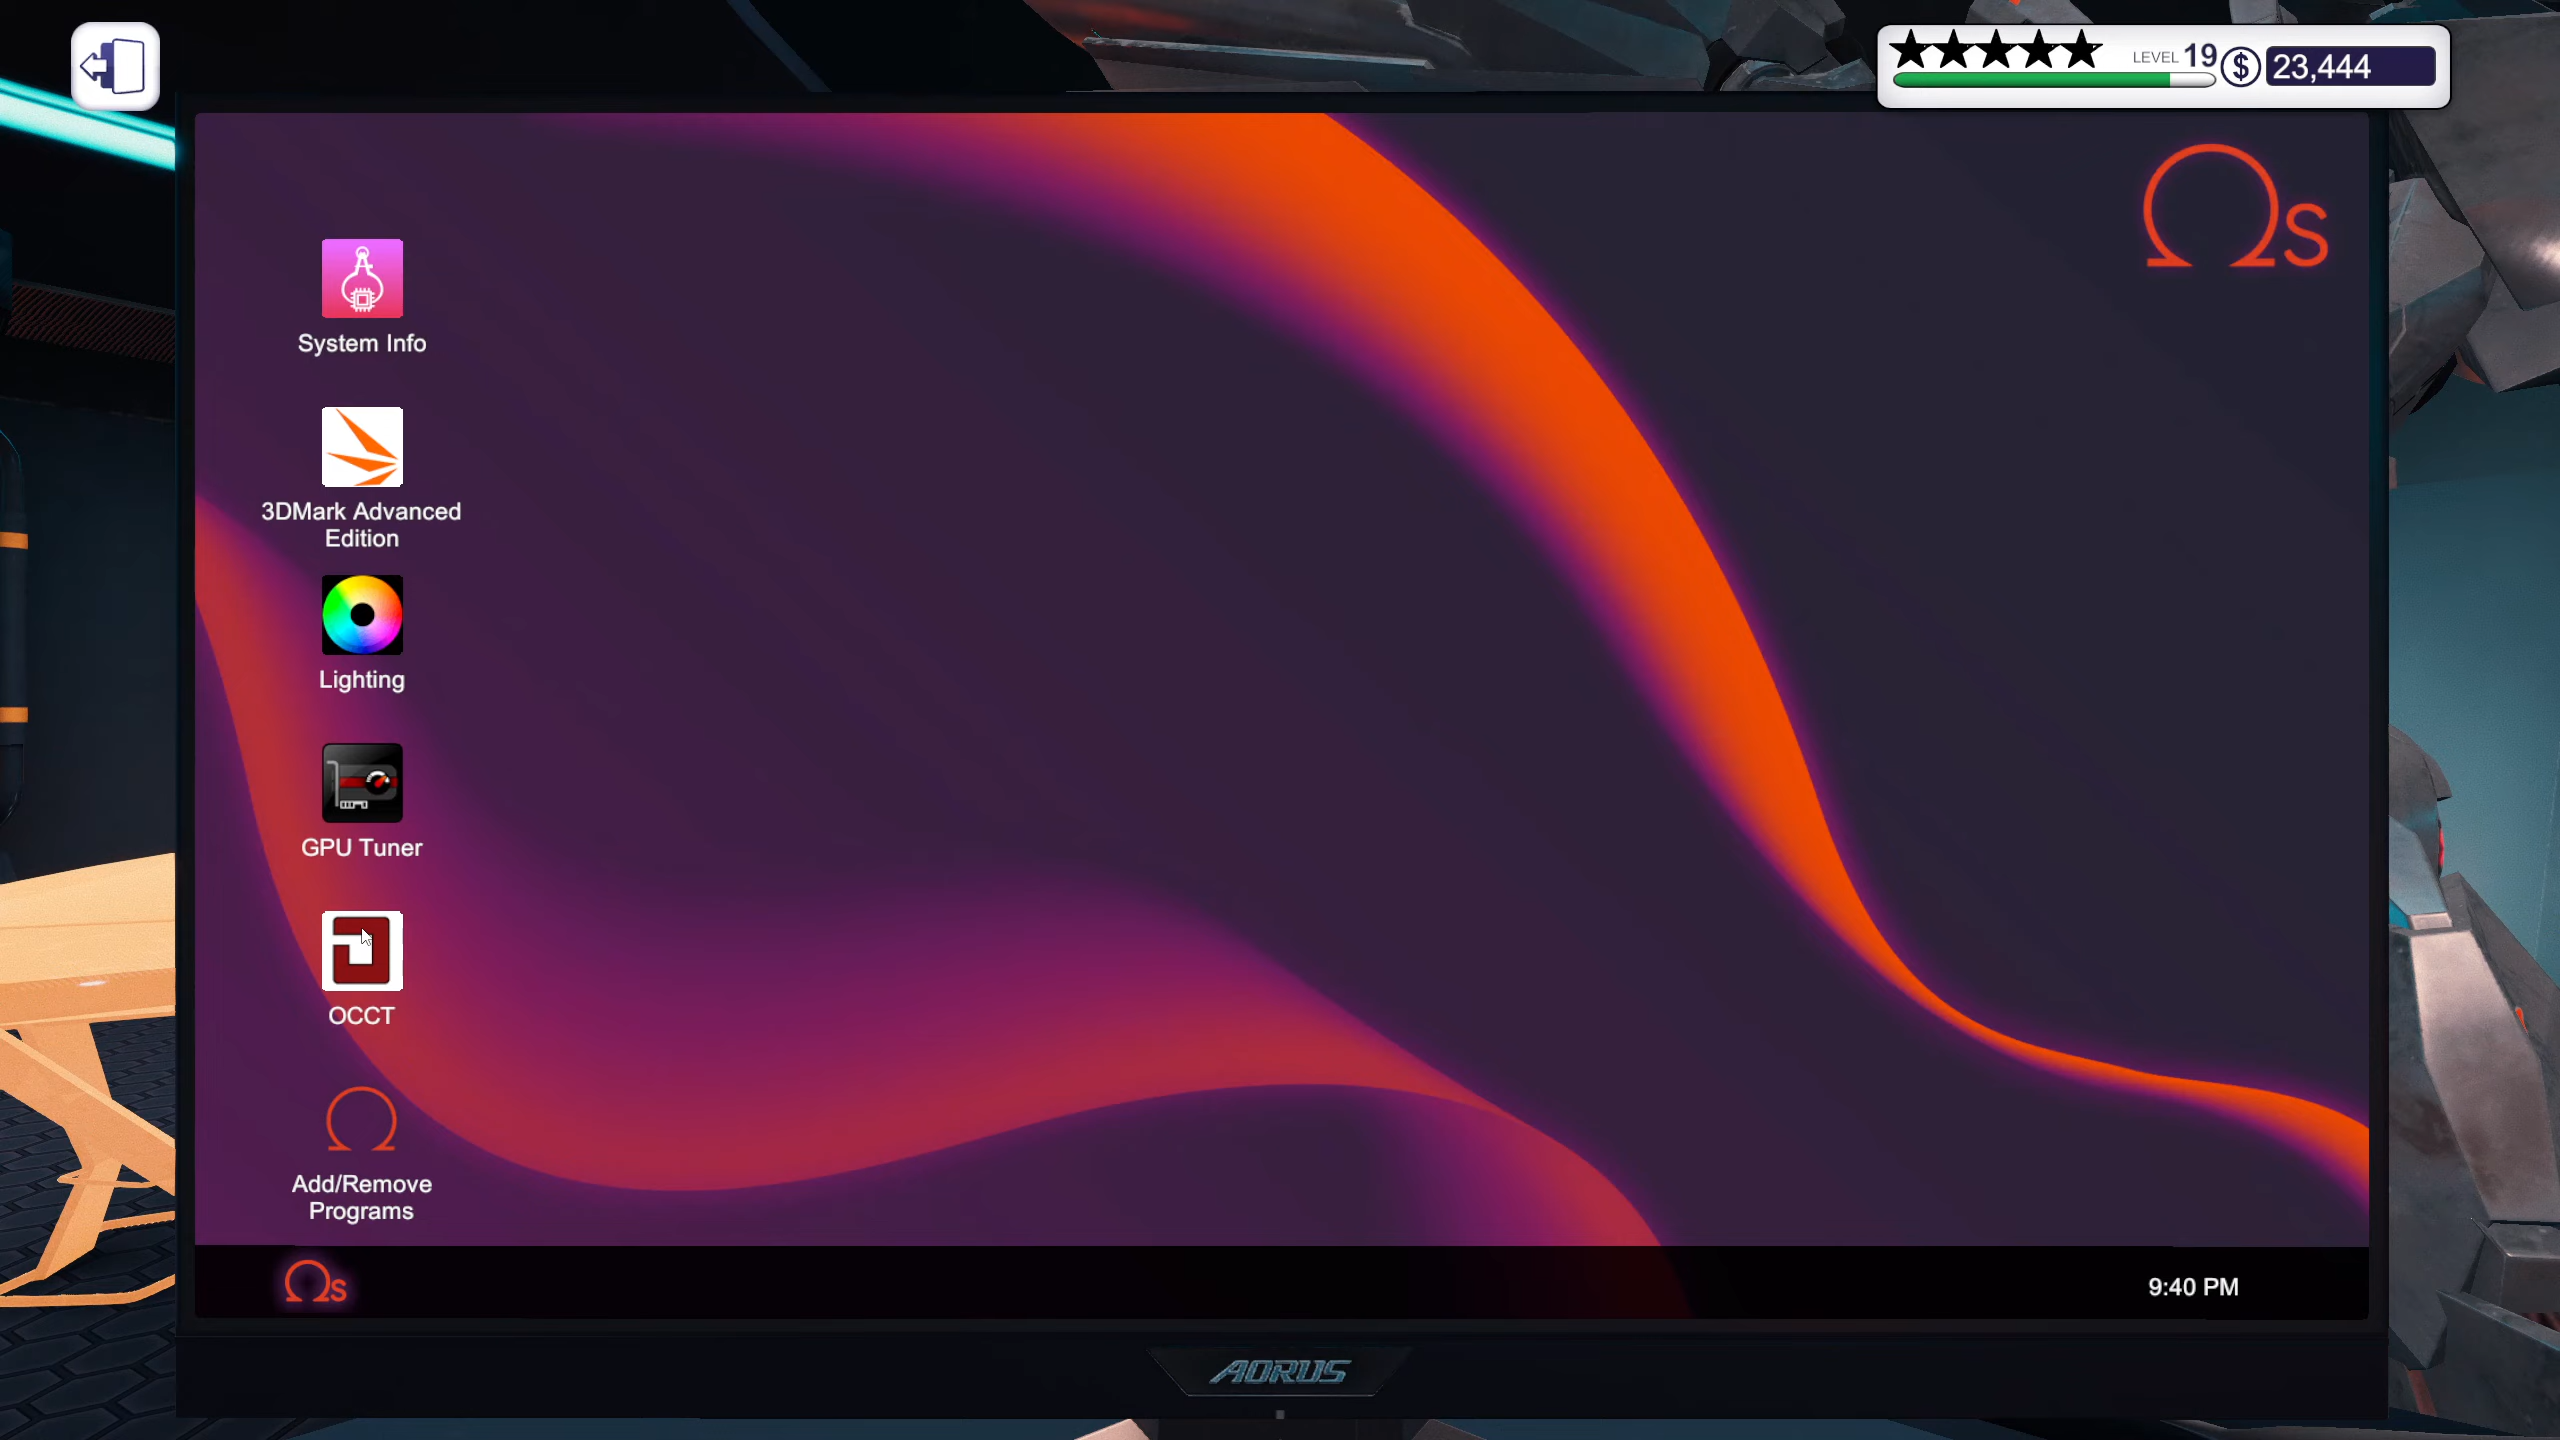 LEVEL 19
23,444
Ωs
System Info
3DMark Advanced
Edition
Lighting
GPU Tuner
OCCT
Add/Remove
Programs
Ωs
9:40 PM
AORUS